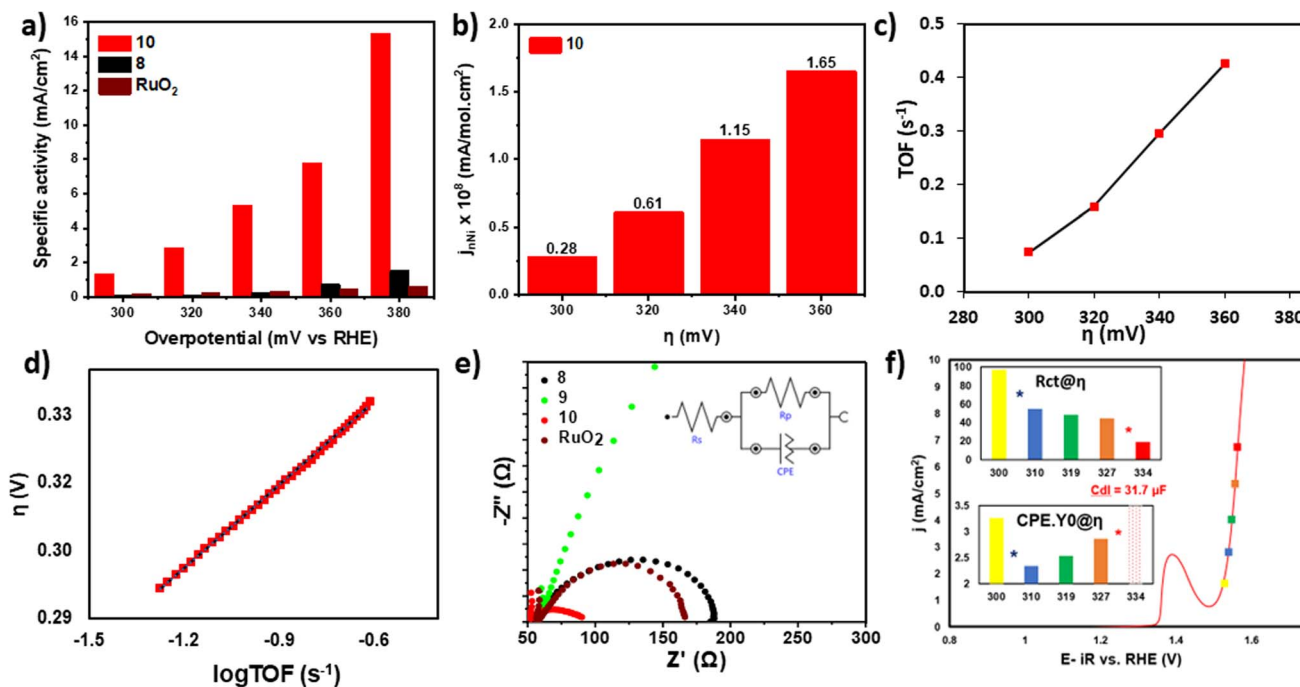 a)
Specific activity (mA/cm²)
16
14
12
10
8
6
4
2
0
10
8
RuO₂
300 320 340 360 380
Overpotential (mV vs RHE)
b)
jₙNi x 10⁸ (mA/mol.cm²)
2.0
1.5
1.0
0.5
0.0
10
0.28
0.61
1.15
1.65
300 320 340 360
η (mV)
c)
TOF (s⁻¹)
0.5
0.4
0.3
0.2
0.1
0.0
280 300 320 340 360 380
η (mV)
d)
η (V)
0.33
0.32
0.30
0.29
-1.5 -1.2 -0.9 -0.6
logTOF (s⁻¹)
e)
-Z'' (Ω)
8
9
10
RuO₂
Rs
Rp
CPE
50 100 150 200 250 300
Z' (Ω)
f)
j (mA/cm²)
10
9
8
7
6
5
4
3
2
1
0
100
80
60
40
20
0
Rct@η
*
*
300 310 319 327 334
Cdl = 31.7 µF
3.5
3
2.5
2
CPE.Y0@η
*
*
300 310 319 327 334
0.8 1 1.2 1.4 1.6
E- iR vs. RHE (V)